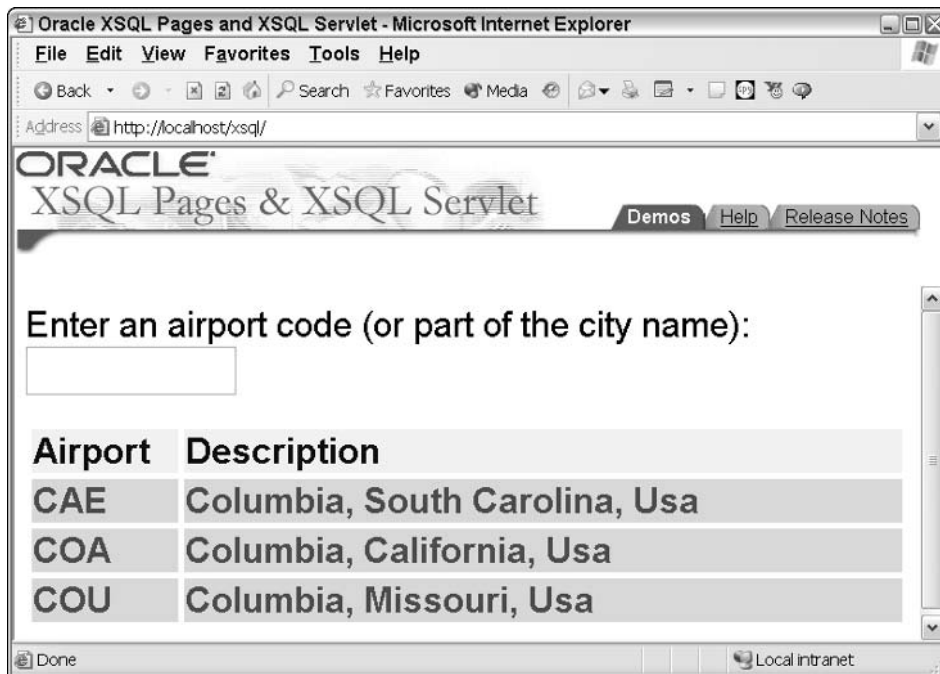 Oracle XSQL Pages and XSQL Servlet - Microsoft Internet Explorer
File Edit View Favorites Tools Help
Back Search Favorites Media
Address http://localhost/xsql/
ORACLE
XSQL Pages & XSQL Servlet
Demos Help Release Notes
Enter an airport code (or part of the city name):
Airport Description
CAE Columbia, South Carolina, Usa
COA Columbia, California, Usa
COU Columbia, Missouri, Usa
Done Local intranet